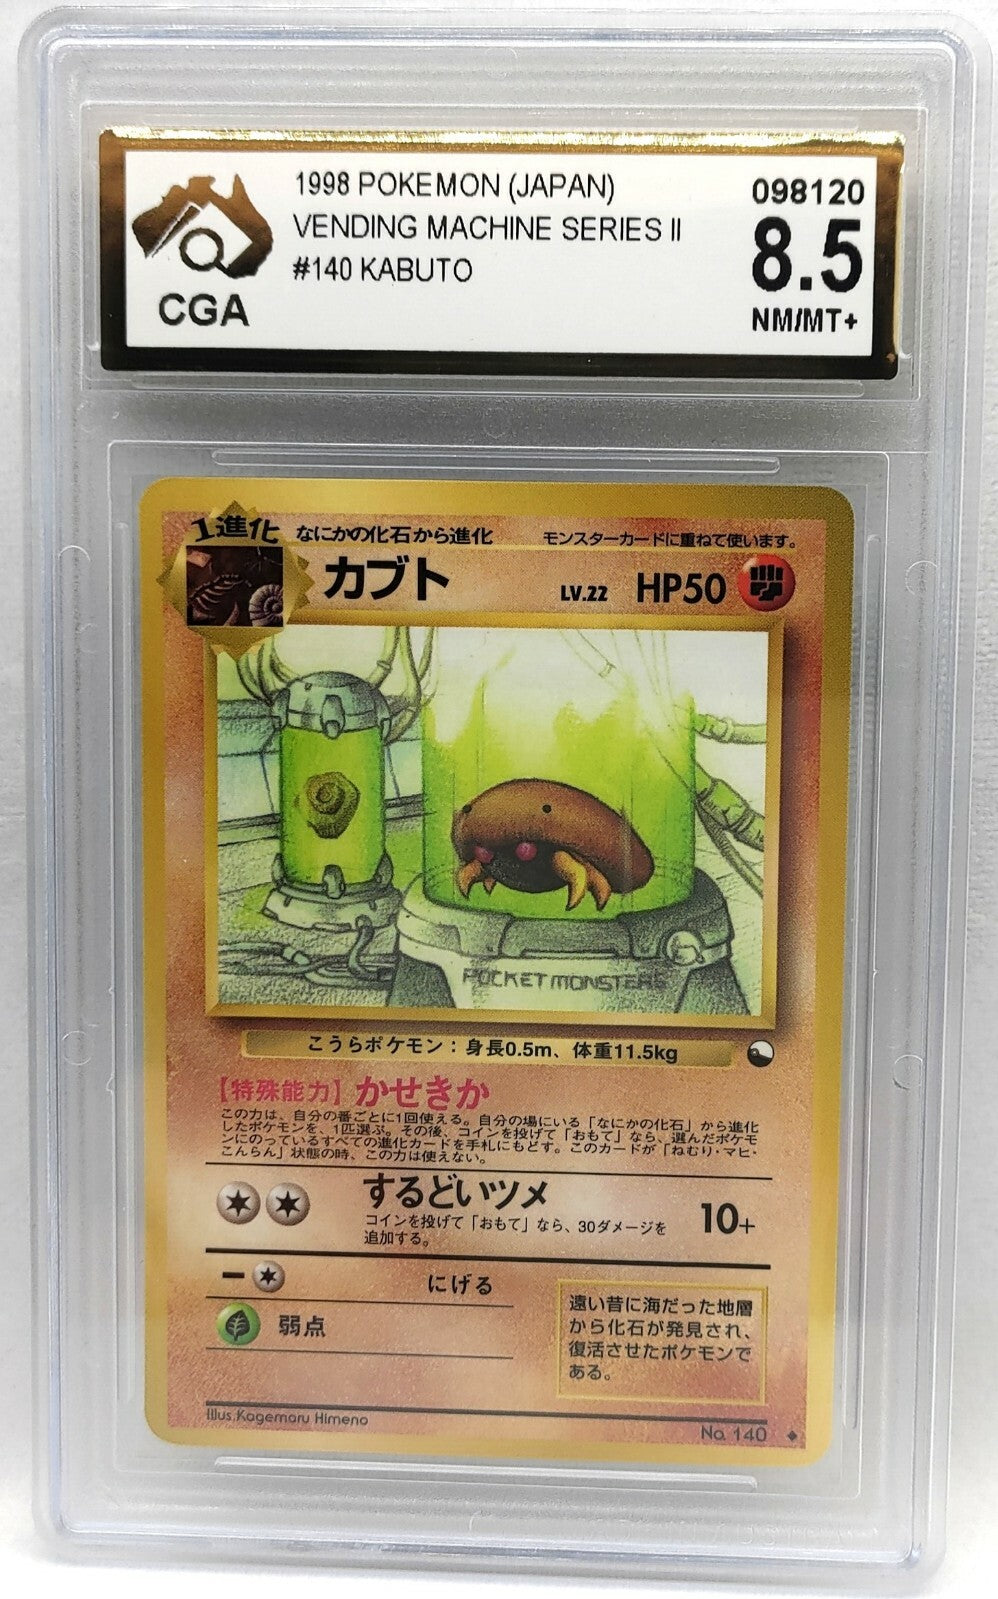 1998 POKEMON (JAPAN)
VENDING MACHINE SERIES II
#140 KABUTO
CGA
098120
8.5
NM/MT+
1進化
なにかの化石から進化
モンスターカードに重ねて使います。
カブト
LV.22
HP50
POCKET MONSTERS
こうらポケモン:身長0.5m、体重11.5kg
【特殊能力】かせきか
この力は、自分の番ごとに1回使える。自分の場にいる「なにかの化石」から進化
したポケモンを、1匹選ぶ。その後、コインを投げて「おもて」なら、選んだポケモ
ンにのっているすべての進化カードを手札にもどす。このカードが「ねむり・マヒ・
こんらん」状態の時、この力は使えない。
するどいツメ
コインを投げて「おもて」なら、30ダメージを
追加する。
10+
にげる
弱点
遠い昔に海だった地層
から化石が発見され、
復活させたポケモンで
ある。
Illus.Kagemaru Himeno
No. 140